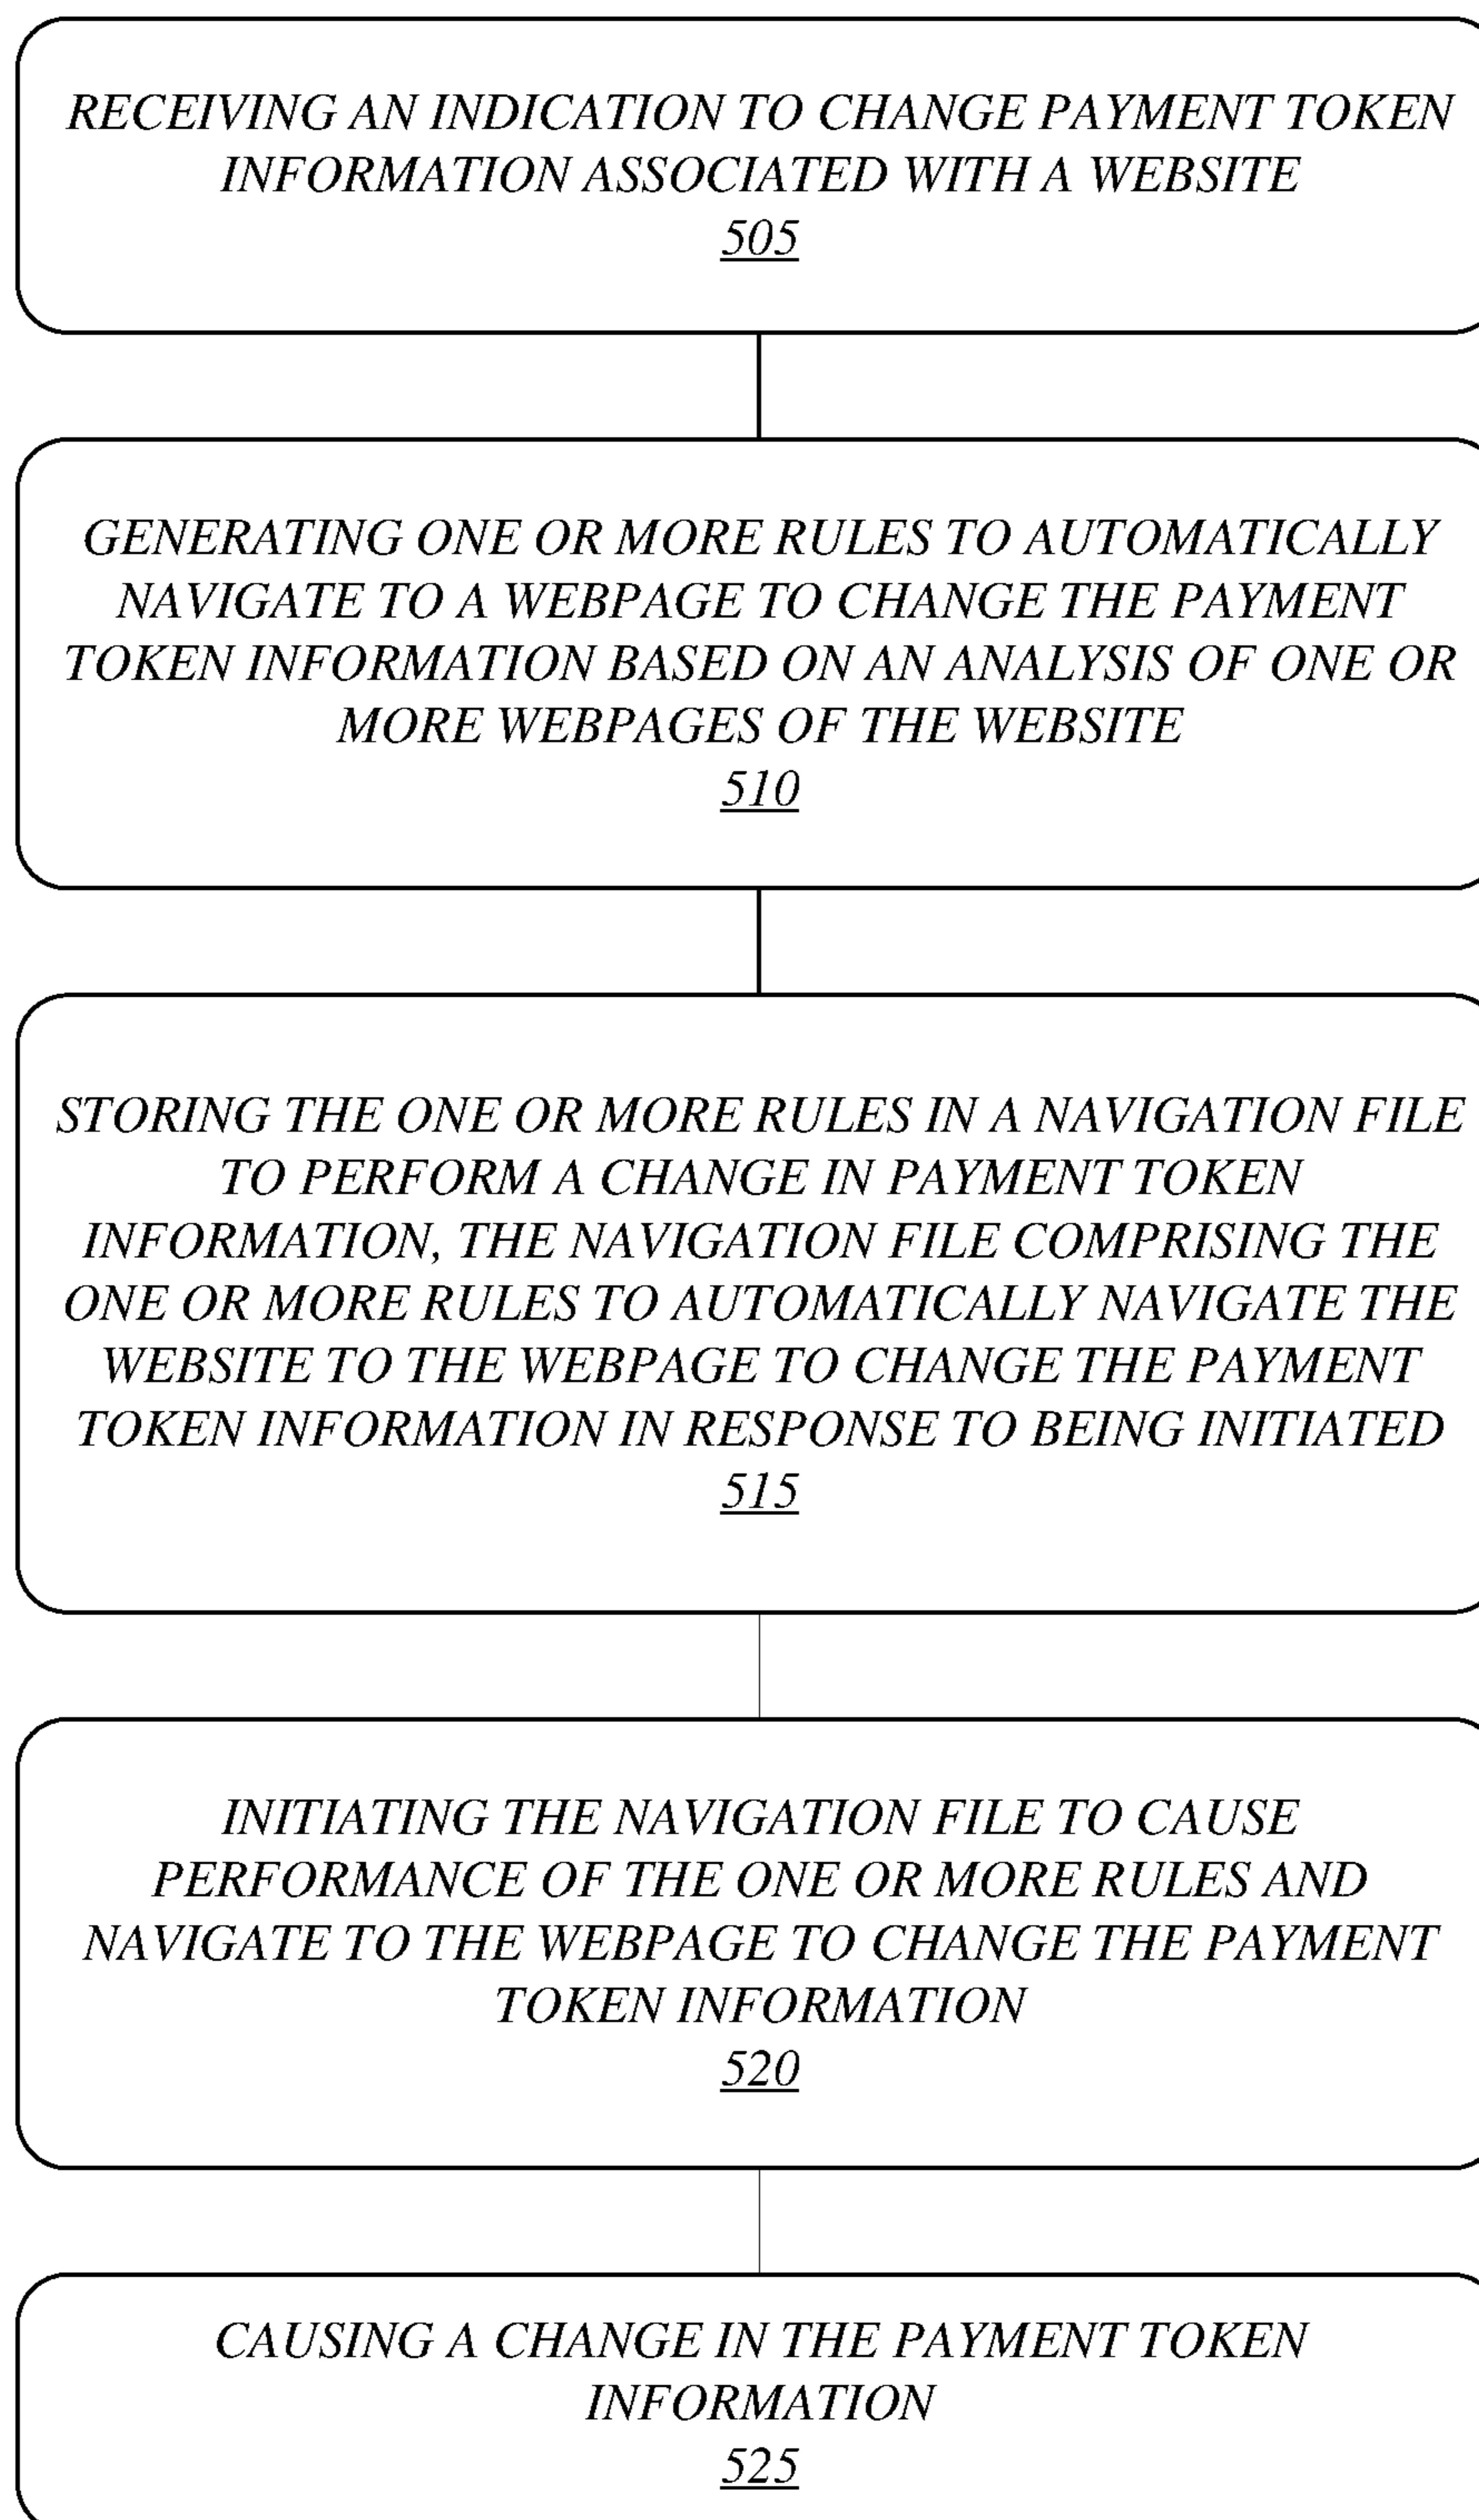 RECEIVING AN INDICATION TO CHANGE PAYMENT TOKEN
INFORMATION ASSOCIATED WITH A WEBSITE
505
GENERATING ONE OR MORE RULES TO AUTOMATICALLY
NAVIGATE TO A WEBPAGE TO CHANGE THE PAYMENT
TOKEN INFORMATION BASED ON AN ANALYSIS OF ONE OR
MORE WEBPAGES OF THE WEBSITE
510
STORING THE ONE OR MORE RULES IN A NAVIGATION FILE
TO PERFORM A CHANGE IN PAYMENT TOKEN
INFORMATION, THE NAVIGATION FILE COMPRISING THE
ONE OR MORE RULES TO AUTOMATICALLY NAVIGATE THE
WEBSITE TO THE WEBPAGE TO CHANGE THE PAYMENT
TOKEN INFORMATION IN RESPONSE TO BEING INITIATED
515
INITIATING THE NAVIGATION FILE TO CAUSE
PERFORMANCE OF THE ONE OR MORE RULES AND
NAVIGATE TO THE WEBPAGE TO CHANGE THE PAYMENT
TOKEN INFORMATION
520
CAUSING A CHANGE IN THE PAYMENT TOKEN
INFORMATION
525